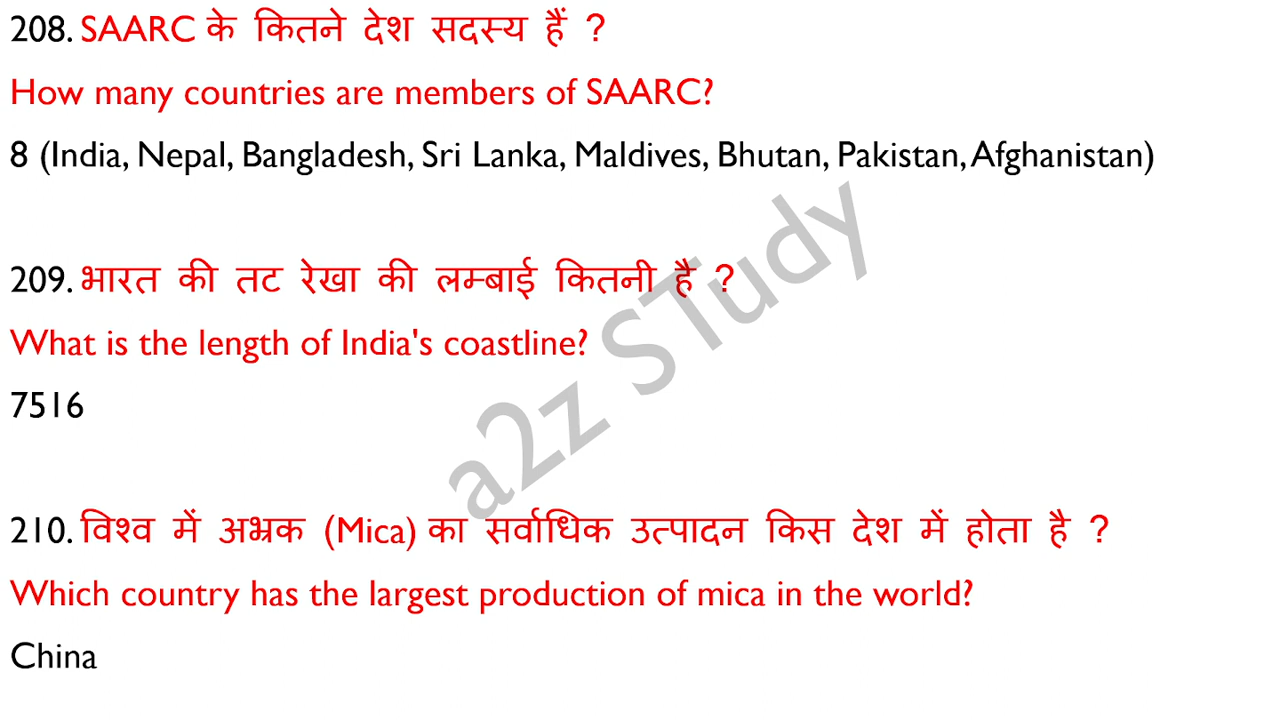 208. SAARC के कितने देश सदस्य हैं ?
How many countries are members of SAARC?
8 (India, Nepal, Bangladesh, Sri Lanka, Maldives, Bhutan, Pakistan, Afghanistan)
209. भारत की तट रेखा की लम्बाई कितनी है ?
What is the length of India's coastline?
7516
a2z STudy
210. विश्व में अभ्रक (Mica) का सर्वाधिक उत्पादन किस देश में होता है ?
Which country has the largest production of mica in the world?
China